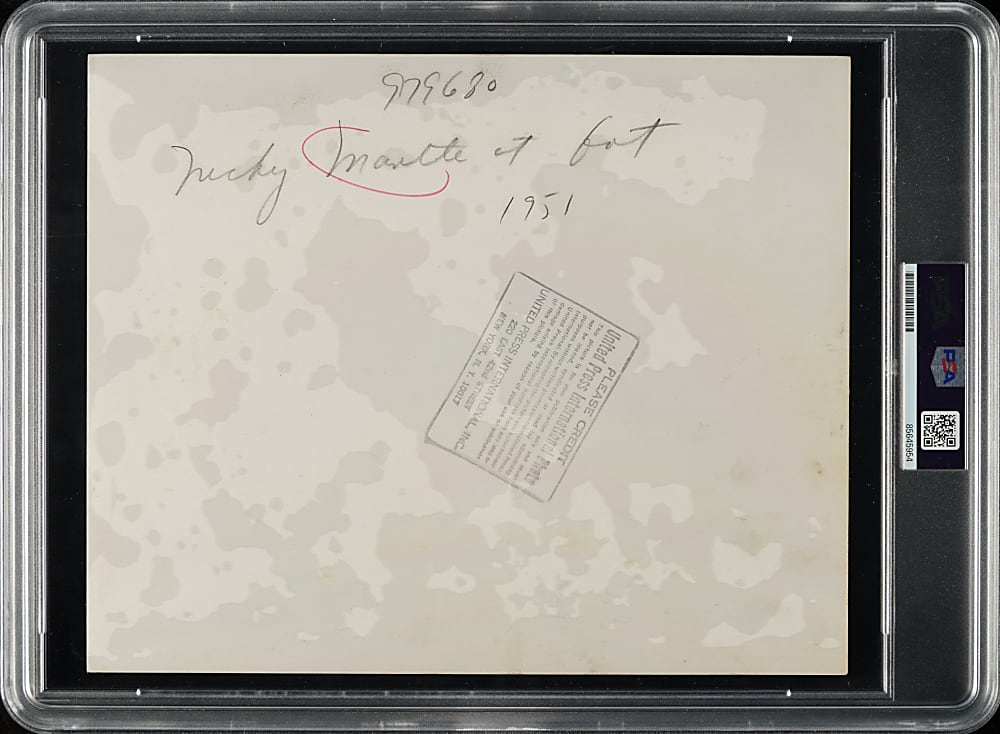 979680
Micky Mantle at bat
1951
PLEASE CREDIT
United Press International Photo
UNITED PRESS INTERNATIONAL, INC.
220 EAST 42nd STREET
NEW YORK, N. Y. 10017
PSA
85645954